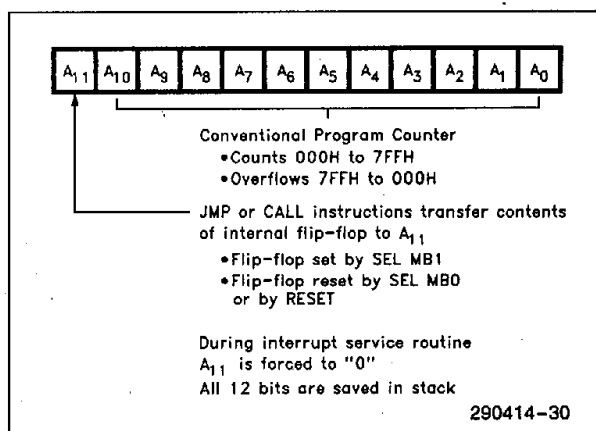 A11 A10 A9 A8 A7 A6 A5 A4 A3 A2 A1 A0
Conventional Program Counter
•Counts 000H to 7FFH
•Overflows 7FFH to 000H
JMP or CALL instructions transfer contents
of internal flip-flop to A11
•Flip-flop set by SEL MB1
•Flip-flop reset by SEL MB0
or by RESET
During interrupt service routine
A11 is forced to "0"
All 12 bits are saved in stack
290414-30